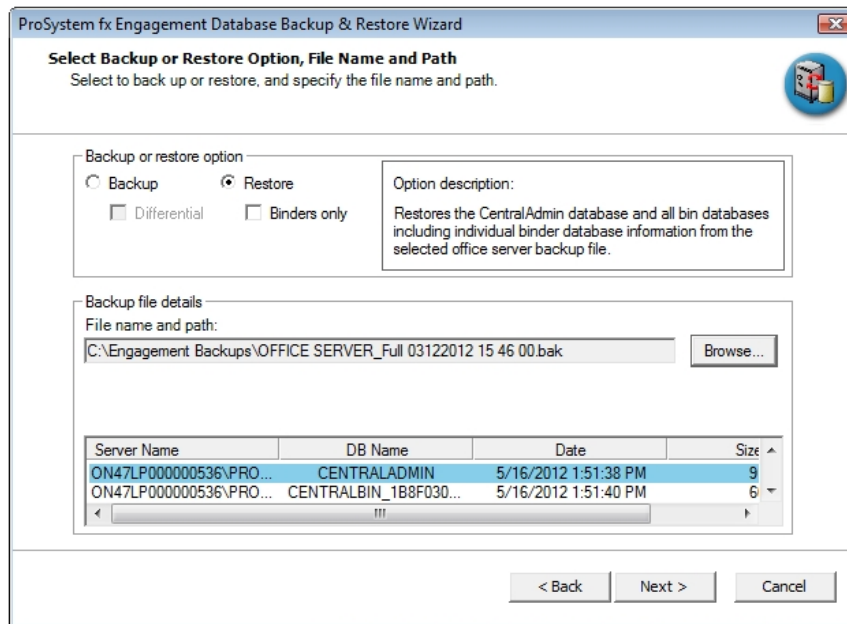 ProSystem fx Engagement Database Backup & Restore Wizard
Select Backup or Restore Option, File Name and Path
Select to back up or restore, and specify the file name and path.
Backup or restore option
Backup Restore
Differential Binders only
Option description:
Restores the CentralAdmin database and all bin databases
including individual binder database information from the
selected office server backup file.
Backup file details
File name and path:
C:\Engagement Backups\OFFICE SERVER_Full 03122012 15 46 00.bak Browse...
Server Name DB Name Date Size
ON47LP000000536\PRO... CENTRALADMIN 5/16/2012 1:51:38 PM 9
ON47LP000000536\PRO... CENTRALBIN_1B8F030... 5/16/2012 1:51:40 PM 6
< Back Next > Cancel